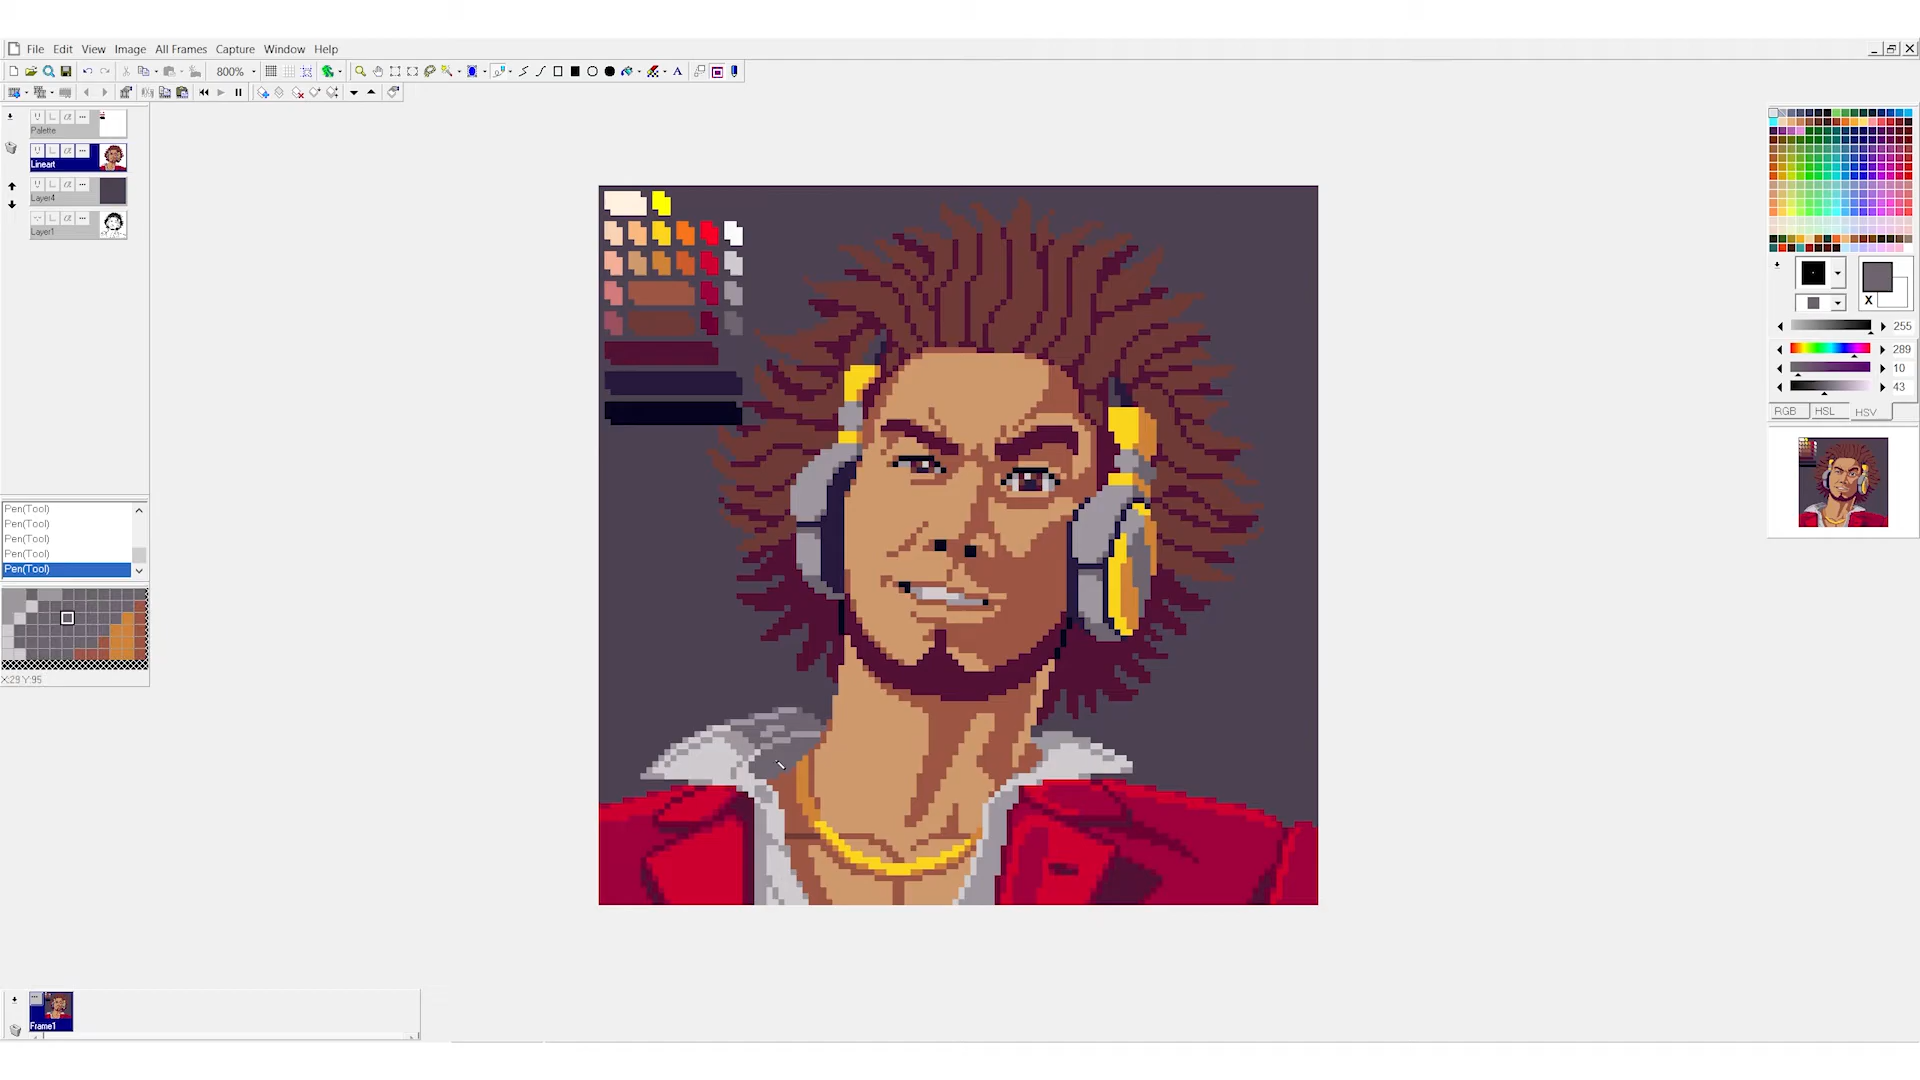 File Edit View Image All Frames Capture Window Help
800%
A
Palette
Lineart
Layer4
Layer1
Pen(Tool)
Pen(Tool)
Pen(Tool)
Pen(Tool)
Pen(Tool)
X:29 Y:95
Frame1
X
255
289
10
43
RGB HSL HSV